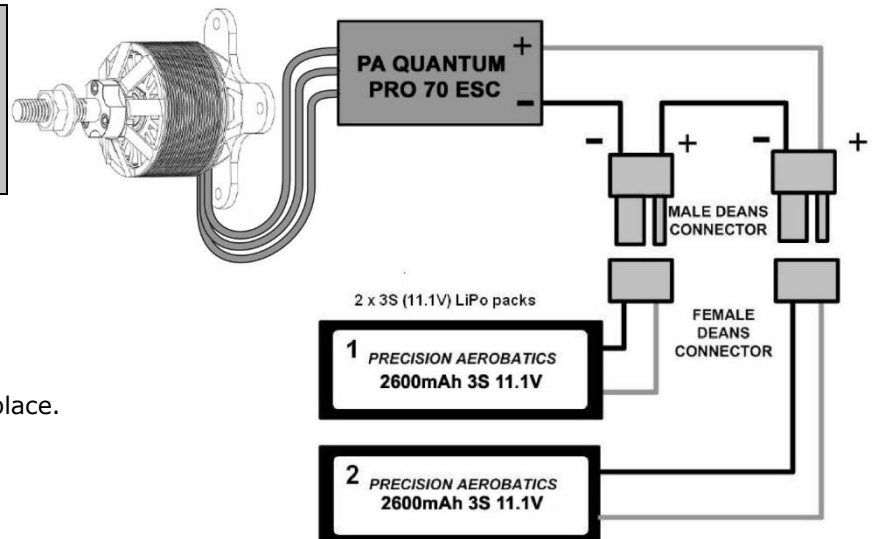 PA QUANTUM
PRO 70 ESC
+
-
-
+
-
+
MALE DEANS
CONNECTOR
2 x 3S (11.1V) LiPo packs
FEMALE
DEANS
CONNECTOR
1 PRECISION AEROBATICS
2600mAh 3S 11.1V
place.
2 PRECISION AEROBATICS
2600mAh 3S 11.1V